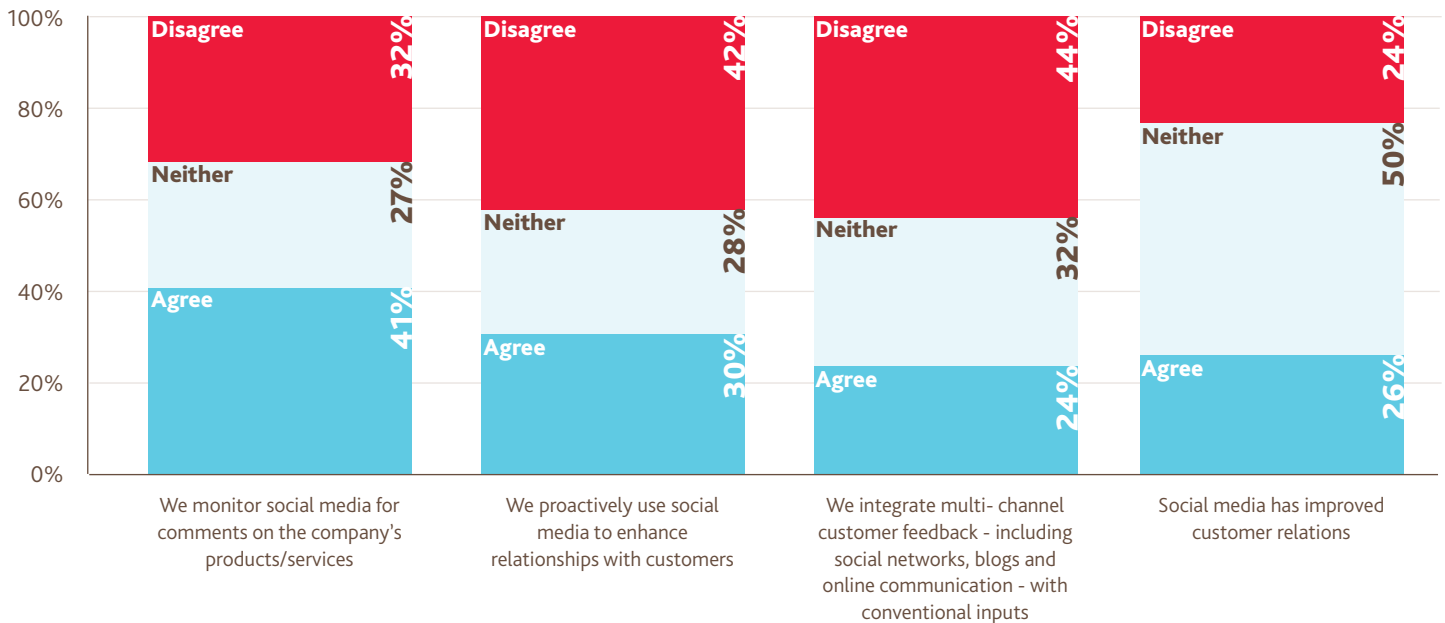 100%
80%
60%
40%
20%
0%
Disagree 32%
Neither 27%
Agree 41%
Disagree 42%
Neither 28%
Agree 30%
Disagree 44%
Neither 32%
Agree 24%
Disagree 24%
Neither 50%
Agree 26%
We monitor social media for
comments on the company's
products/services
We proactively use social
media to enhance
relationships with customers
We integrate multi- channel
customer feedback - including
social networks, blogs and
online communication - with
conventional inputs
Social media has improved
customer relations